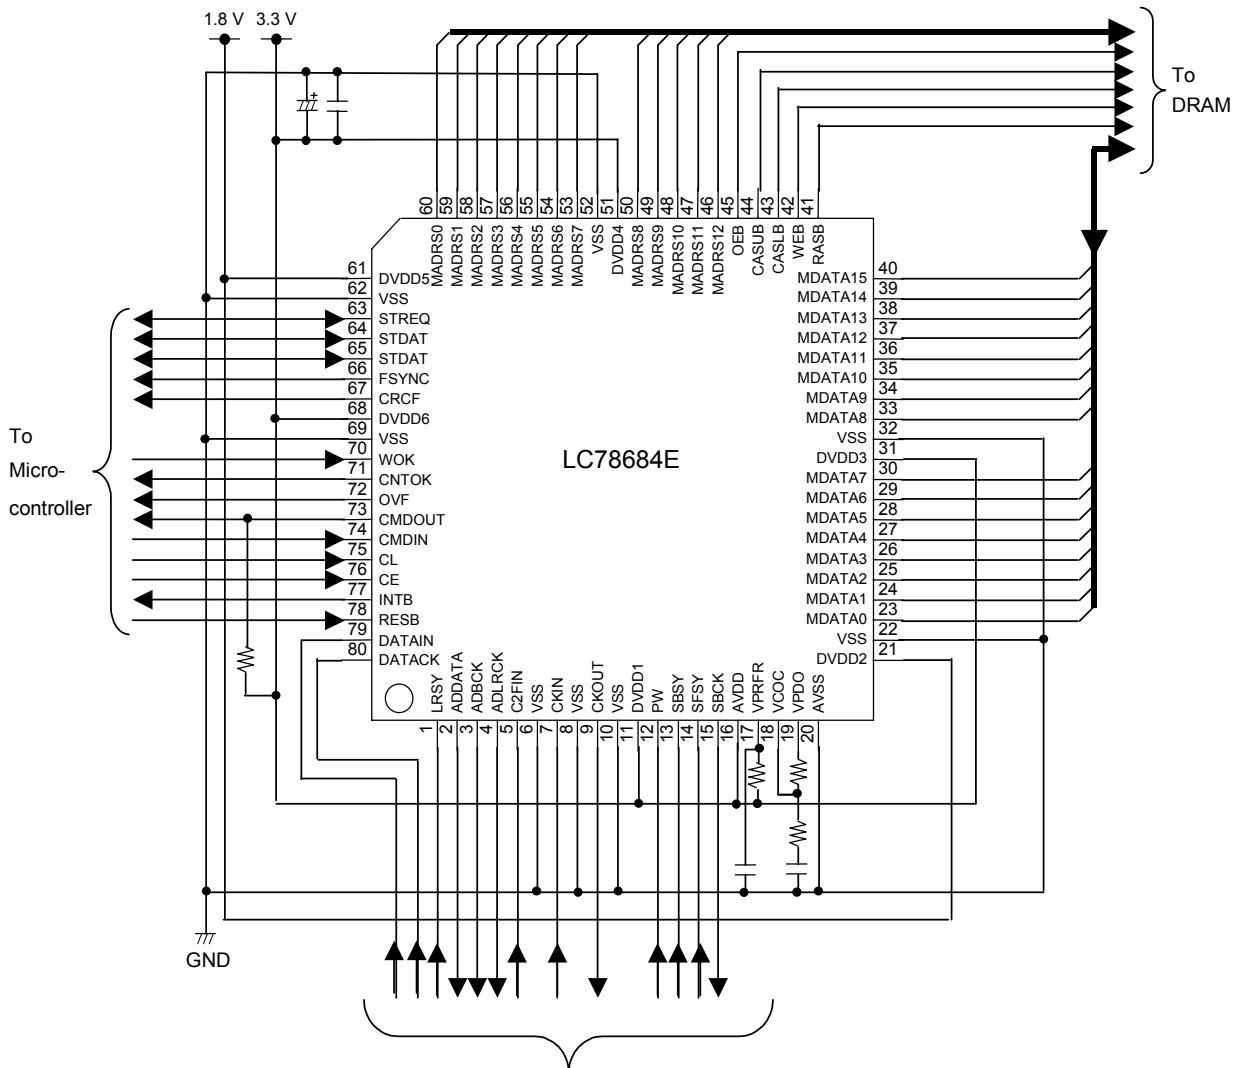 1.8 V 3.3 V
To
DRAM
60 59 58 57 56 55 54 53 52 51 50 49 48 47 46 45 44 43 42 41
MADRS0 MADRS1 MADRS2 MADRS3 MADRS4 MADRS5 MADRS6 MADRS7 VSS DVDD4 MADRS8 MADRS9 MADRS10 MADRS11 MADRS12 OEB CASUB CASLB WEB RASB
61 DVDD5
62 VSS
63 STREQ
64 STDAT
65 STDAT
66 FSYNC
67 CRCF
68 DVDD6
69 VSS
70 WOK
71 CNTOK
72 OVF
73 CMDOUT
74 CMDIN
75 CL
76 CE
77 INTB
78 RESB
79 DATAIN
80 DATACK
To
Micro-
controller
LC78684E
MDATA15 40
MDATA14 39
MDATA13 38
MDATA12 37
MDATA11 36
MDATA10 35
MDATA9 34
MDATA8 33
VSS 32
DVDD3 31
MDATA7 30
MDATA6 29
MDATA5 28
MDATA4 27
MDATA3 26
MDATA2 25
MDATA1 24
MDATA0 23
VSS 22
DVDD2 21
LRSY ADDATA ADBCK ADLRCK C2FIN VSS CKIN VSS CKOUT VSS DVDD1 PW SBSY SFSY SBCK AVDD VPRFR VCOC VPDO AVSS
1 2 3 4 5 6 7 8 9 10 11 12 13 14 15 16 17 18 19 20
+
GND